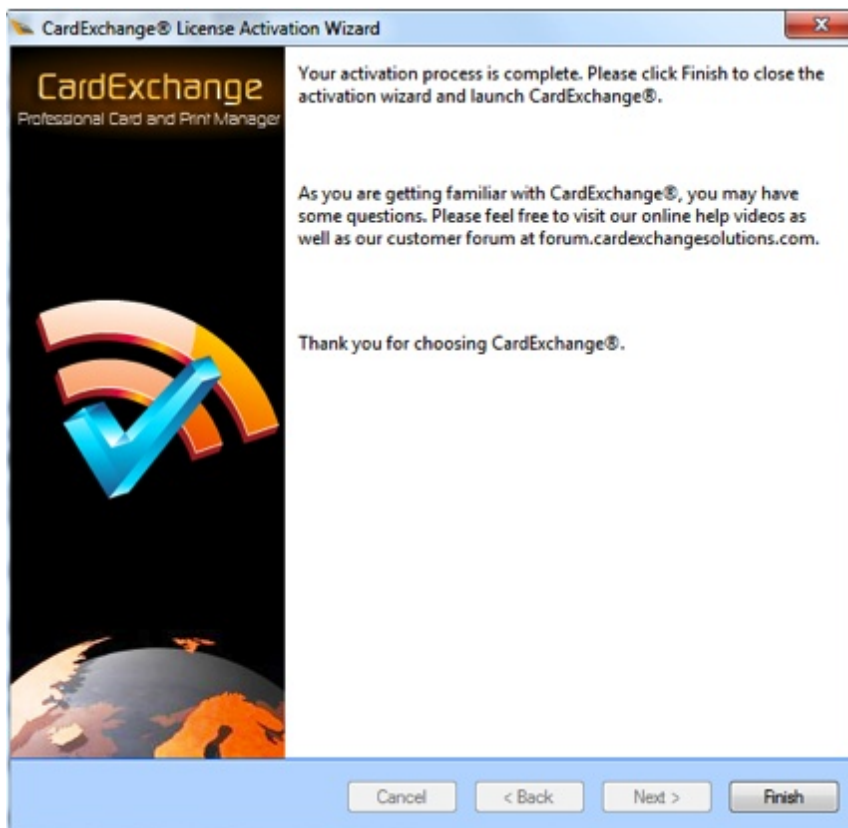 CardExchange® License Activation Wizard
CardExchange
Professional Card and Print Manager
Your activation process is complete. Please click Finish to close the
activation wizard and launch CardExchange®.
As you are getting familiar with CardExchange®, you may have
some questions. Please feel free to visit our online help videos as
well as our customer forum at forum.cardexchangesolutions.com.
Thank you for choosing CardExchange®.
Cancel < Back Next > Finish